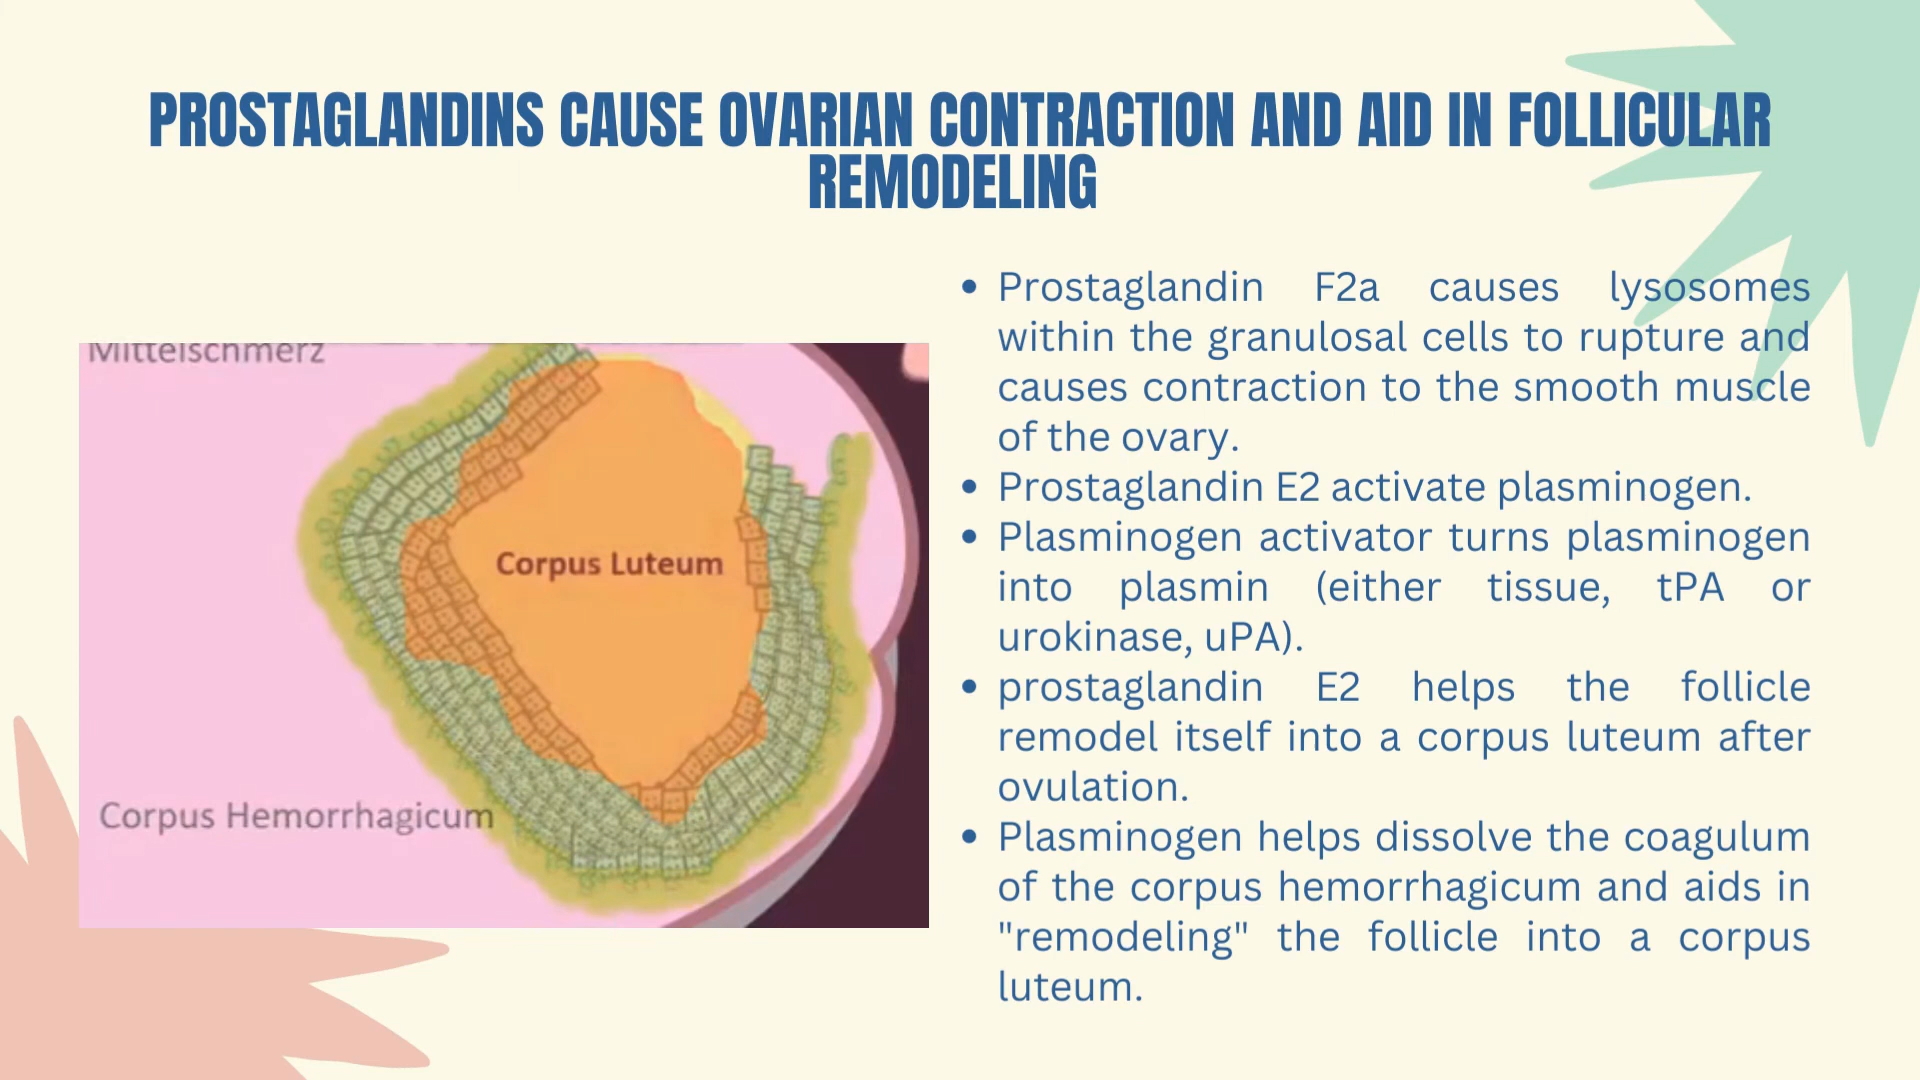 PROSTAGLANDINS CAUSE OVARIAN CONTRACTION AND AID IN FOLLICULAR
REMODELING
Mittelschmerz
Corpus Luteum
Corpus Hemorrhagicum
• Prostaglandin F2a causes lysosomes
within the granulosal cells to rupture and
causes contraction to the smooth muscle
of the ovary.
• Prostaglandin E2 activate plasminogen.
• Plasminogen activator turns plasminogen
into plasmin (either tissue, tPA or
urokinase, uPA).
• prostaglandin E2 helps the follicle
remodel itself into a corpus luteum after
ovulation.
• Plasminogen helps dissolve the coagulum
of the corpus hemorrhagicum and aids in
"remodeling" the follicle into a corpus
luteum.